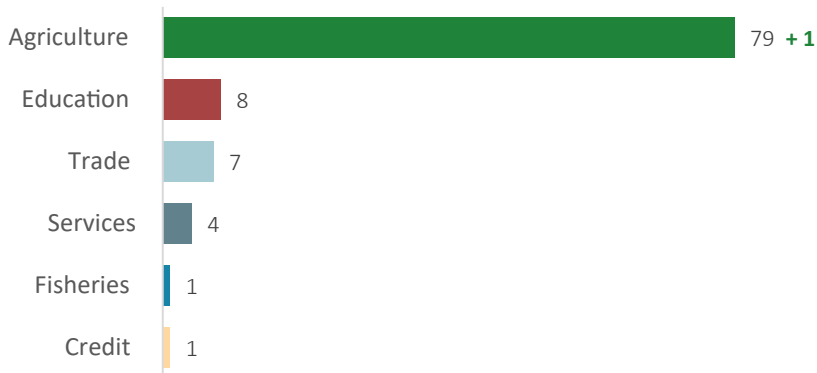 Agriculture 79 + 1
Education 8
Trade 7
Services 4
Fisheries 1
Credit 1